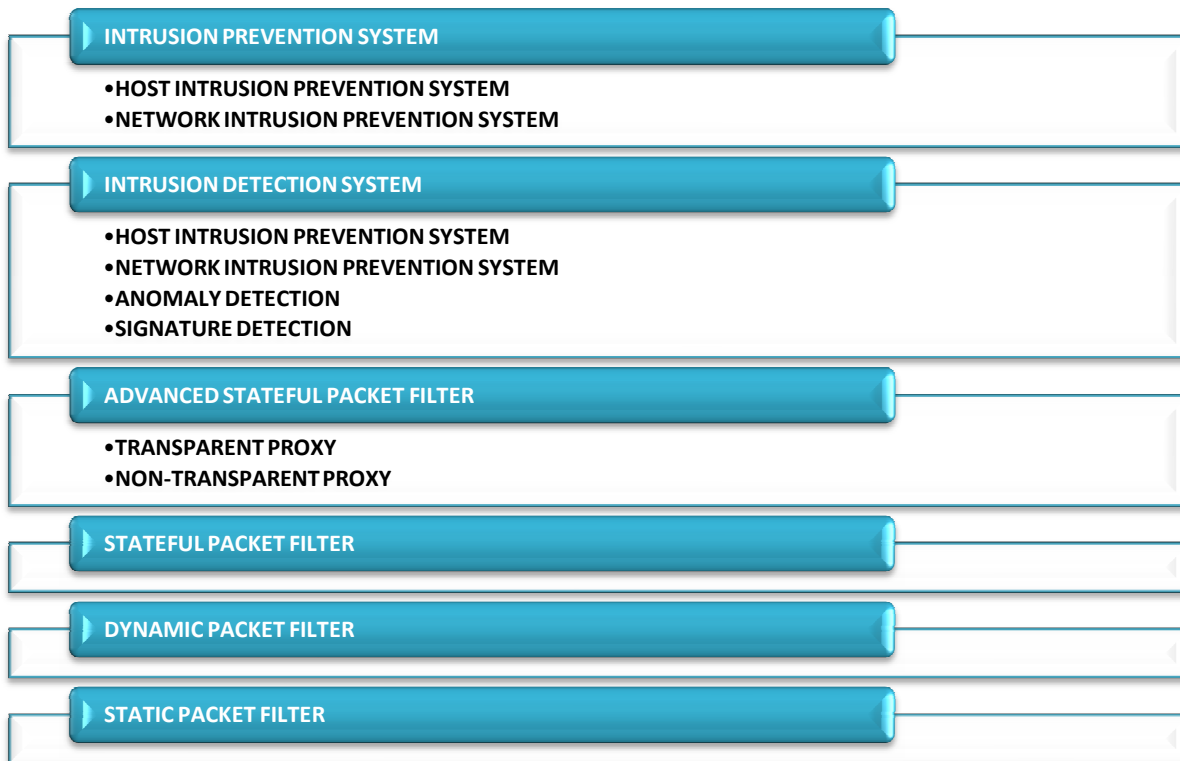 INTRUSION PREVENTION SYSTEM
•HOST INTRUSION PREVENTION SYSTEM
•NETWORK INTRUSION PREVENTION SYSTEM
INTRUSION DETECTION SYSTEM
•HOST INTRUSION PREVENTION SYSTEM
•NETWORK INTRUSION PREVENTION SYSTEM
•ANOMALY DETECTION
•SIGNATURE DETECTION
ADVANCED STATEFUL PACKET FILTER
•TRANSPARENT PROXY
•NON-TRANSPARENT PROXY
STATEFUL PACKET FILTER
DYNAMIC PACKET FILTER
STATIC PACKET FILTER